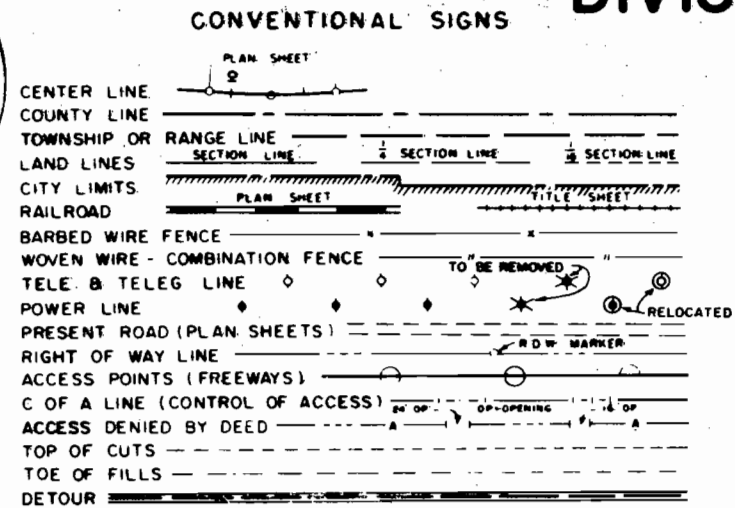 CONVENTIONAL SIGNS
PLAN SHEET
CENTER LINE
COUNTY LINE
TOWNSHIP OR RANGE LINE
LAND LINES SECTION LINE 1/4 SECTION LINE 1/16 SECTION LINE
CITY LIMITS
RAILROAD PLAN SHEET TITLE SHEET
BARBED WIRE FENCE x x
WOVEN WIRE - COMBINATION FENCE " "
TO BE REMOVED
TELE. & TELEG LINE
POWER LINE RELOCATED
PRESENT ROAD (PLAN SHEETS)
RIGHT OF WAY LINE R.O.W. MARKER
ACCESS POINTS (FREEWAYS)
C OF A LINE (CONTROL OF ACCESS)
24' OP OP=OPENING 16' OP
ACCESS DENIED BY DEED A A
TOP OF CUTS
TOE OF FILLS
DETOUR